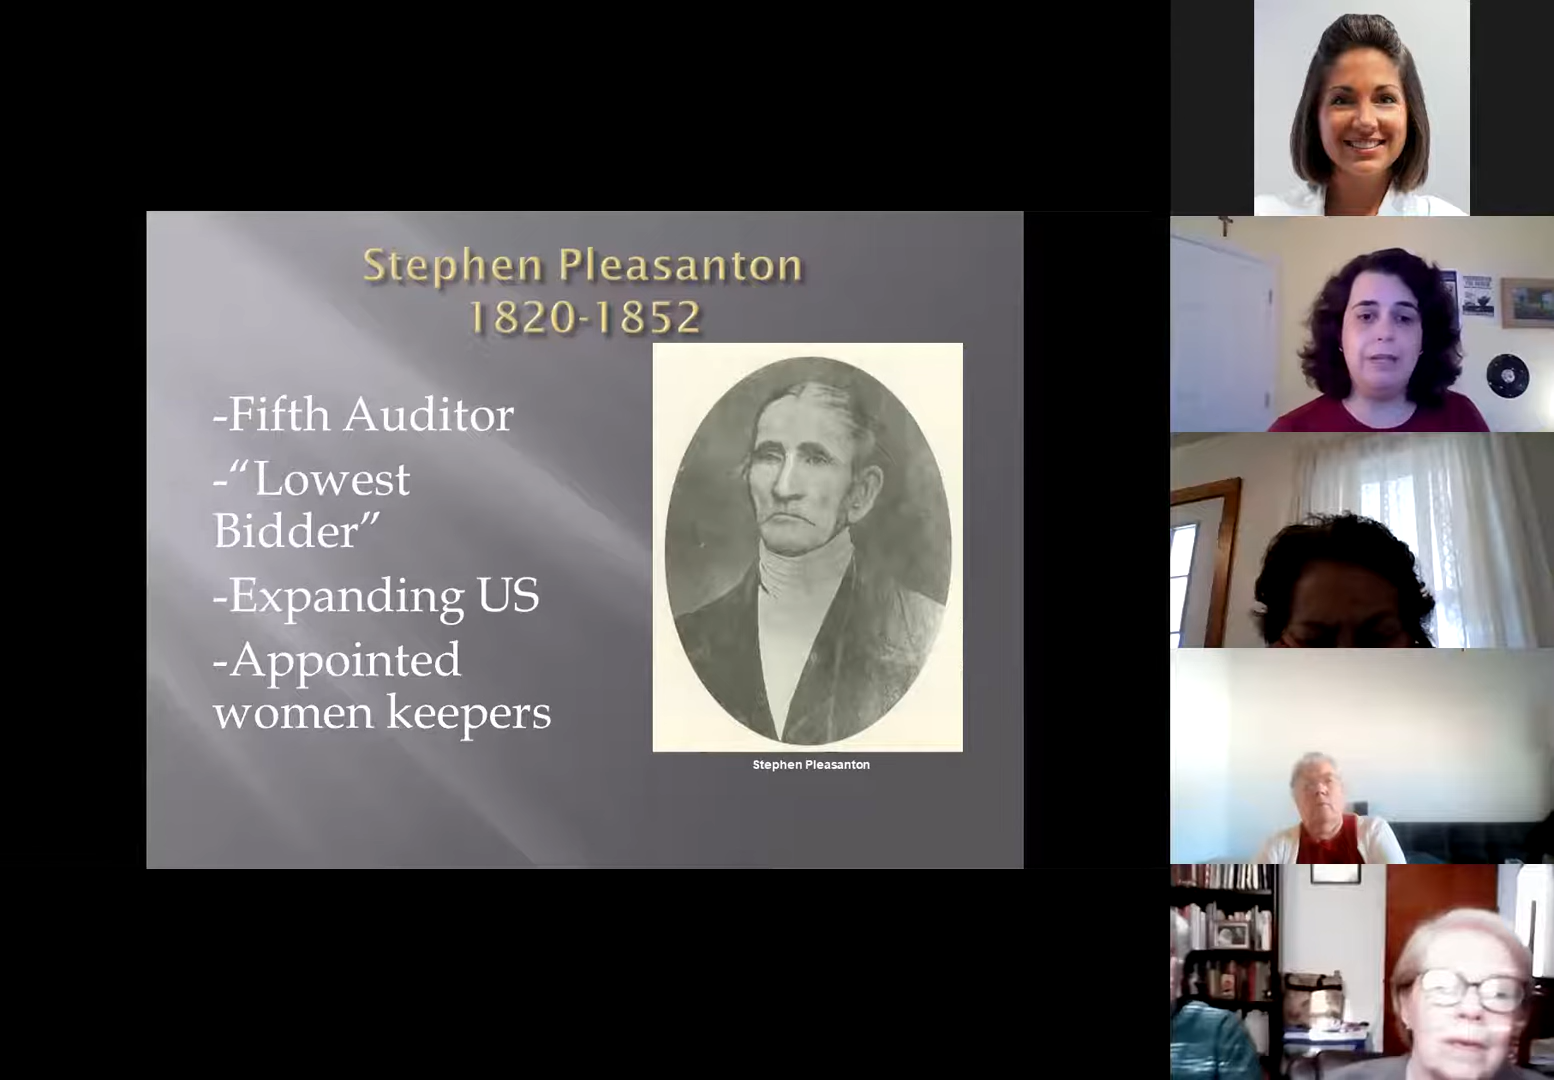 Stephen Pleasanton
1820-1852
-Fifth Auditor
-“Lowest
Bidder”
-Expanding US
-Appointed
women keepers
Stephen Pleasanton